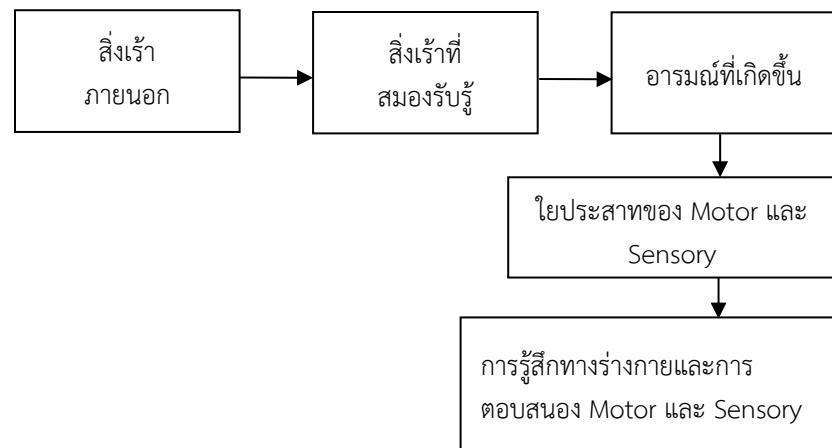 สิ่งเร้า
ภายนอก
สิ่งเร้าที่
สมองรับรู้
อารมณ์ที่เกิดขึ้น
ใยประสาทของ Motor และ
Sensory
การรู้สึกทางร่างกายและการ
ตอบสนอง Motor และ Sensory